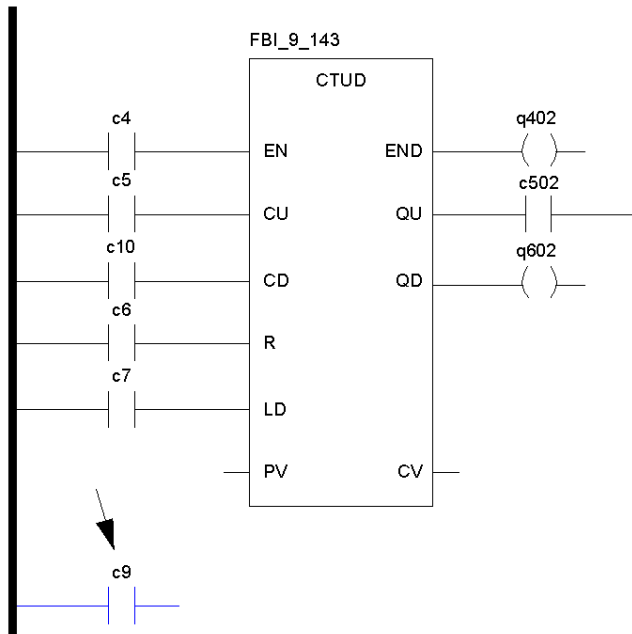 FBI_9_143
CTUD
c4
EN
END
q402
c5
CU
QU
c502
c10
CD
QD
q602
c6
R
c7
LD
PV
CV
c9